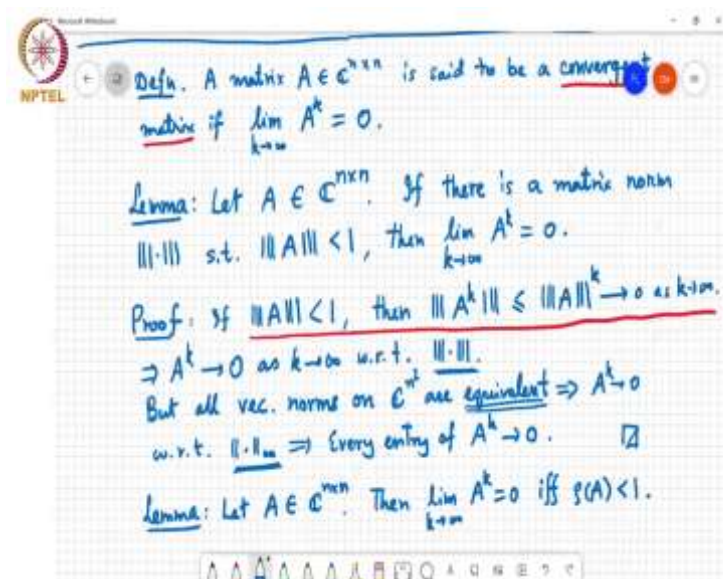 NPTEL
Defn. A matrix A ∈ ℂ^{n×n} is said to be a convergent
matrix if lim_{k→∞} A^k = 0.
Lemma: Let A ∈ ℂ^{n×n}. If there is a matrix norm
|||·||| s.t. |||A||| < 1, then lim_{k→∞} A^k = 0.
Proof: If |||A||| < 1, then |||A^k||| ≤ |||A|||^k → 0 as k→∞.
⇒ A^k → 0 as k→∞ w.r.t. |||·|||.
But all vec. norms on ℂ^{n²} are equivalent ⇒ A^k → 0
w.r.t. ||·||_∞ ⇒ Every entry of A^k → 0.
Lemma: Let A ∈ ℂ^{n×n}. Then lim_{k→∞} A^k = 0 iff ρ(A) < 1.